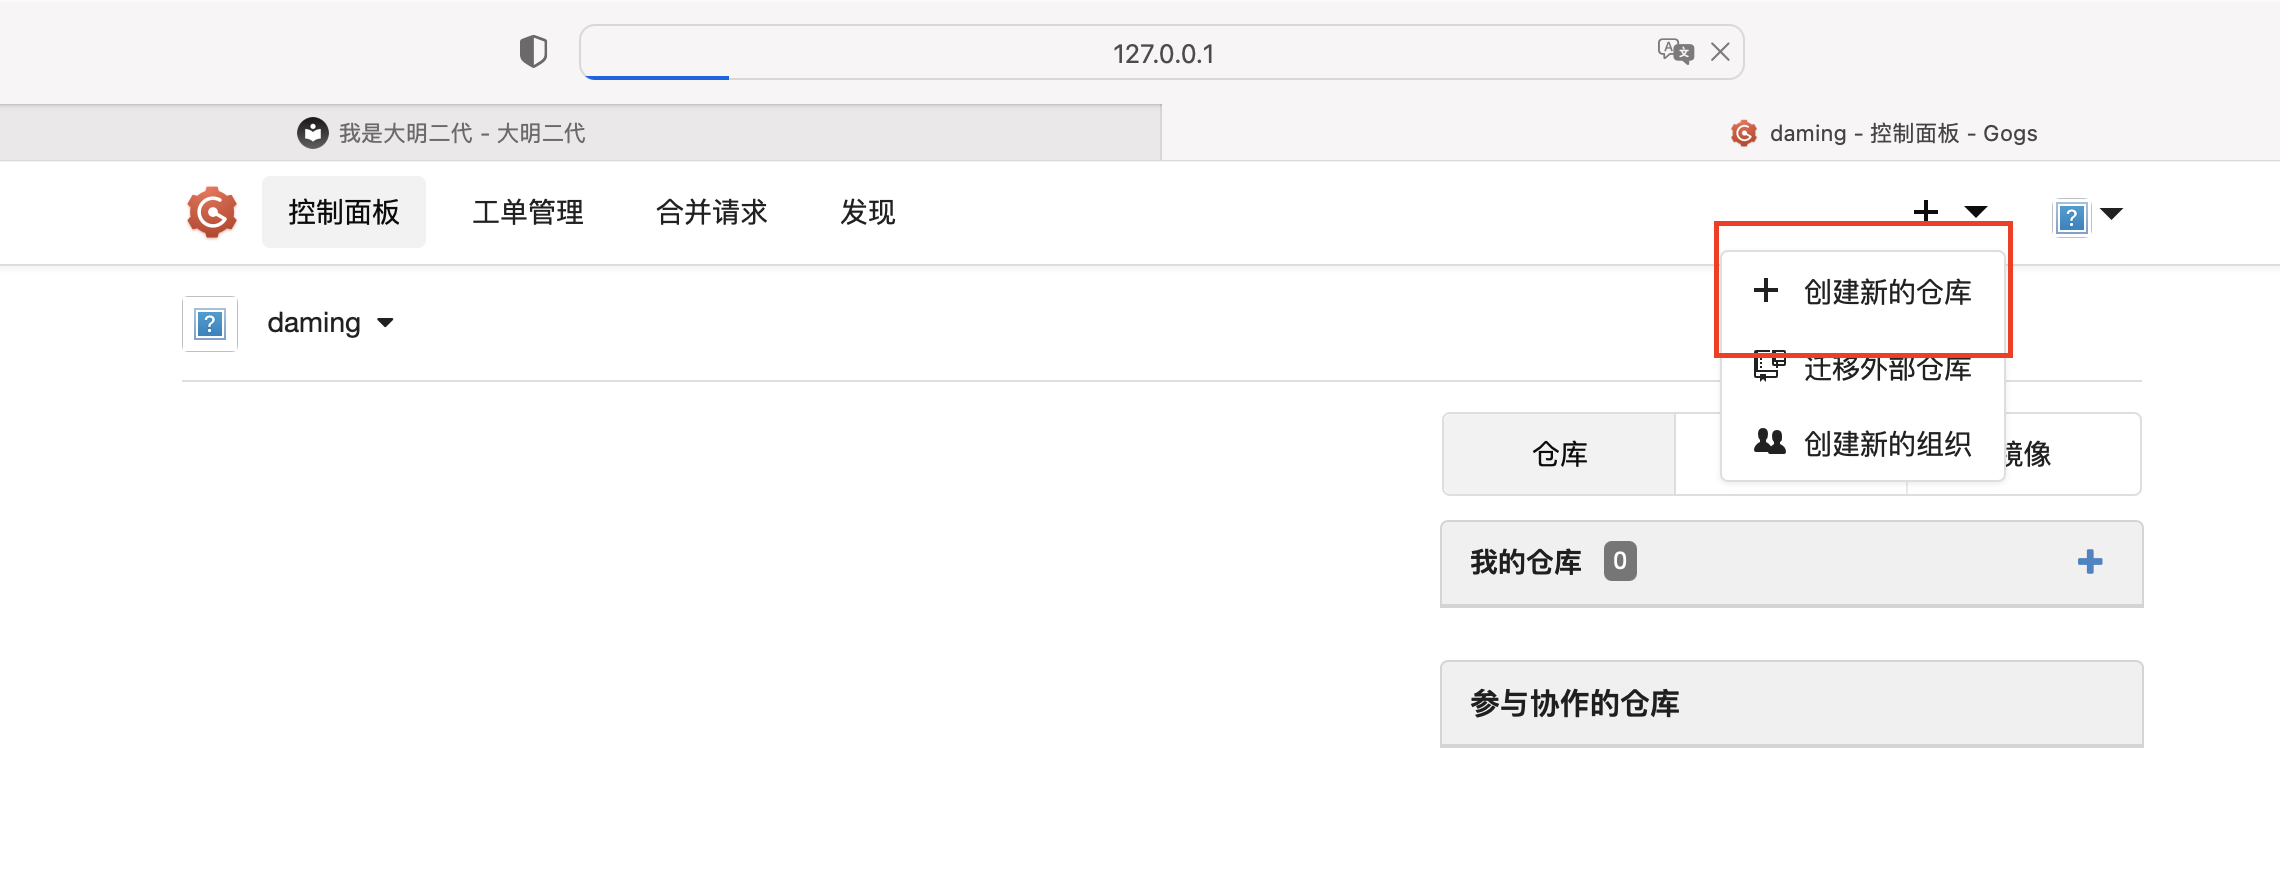 127.0.0.1
我是大明二代 - 大明二代
daming - 控制面板 - Gogs
控制面板
工单管理
合并请求
发现
创建新的仓库
daming
迁移外部仓库
创建新的组织
仓库
镜像
我的仓库 0
参与协作的仓库